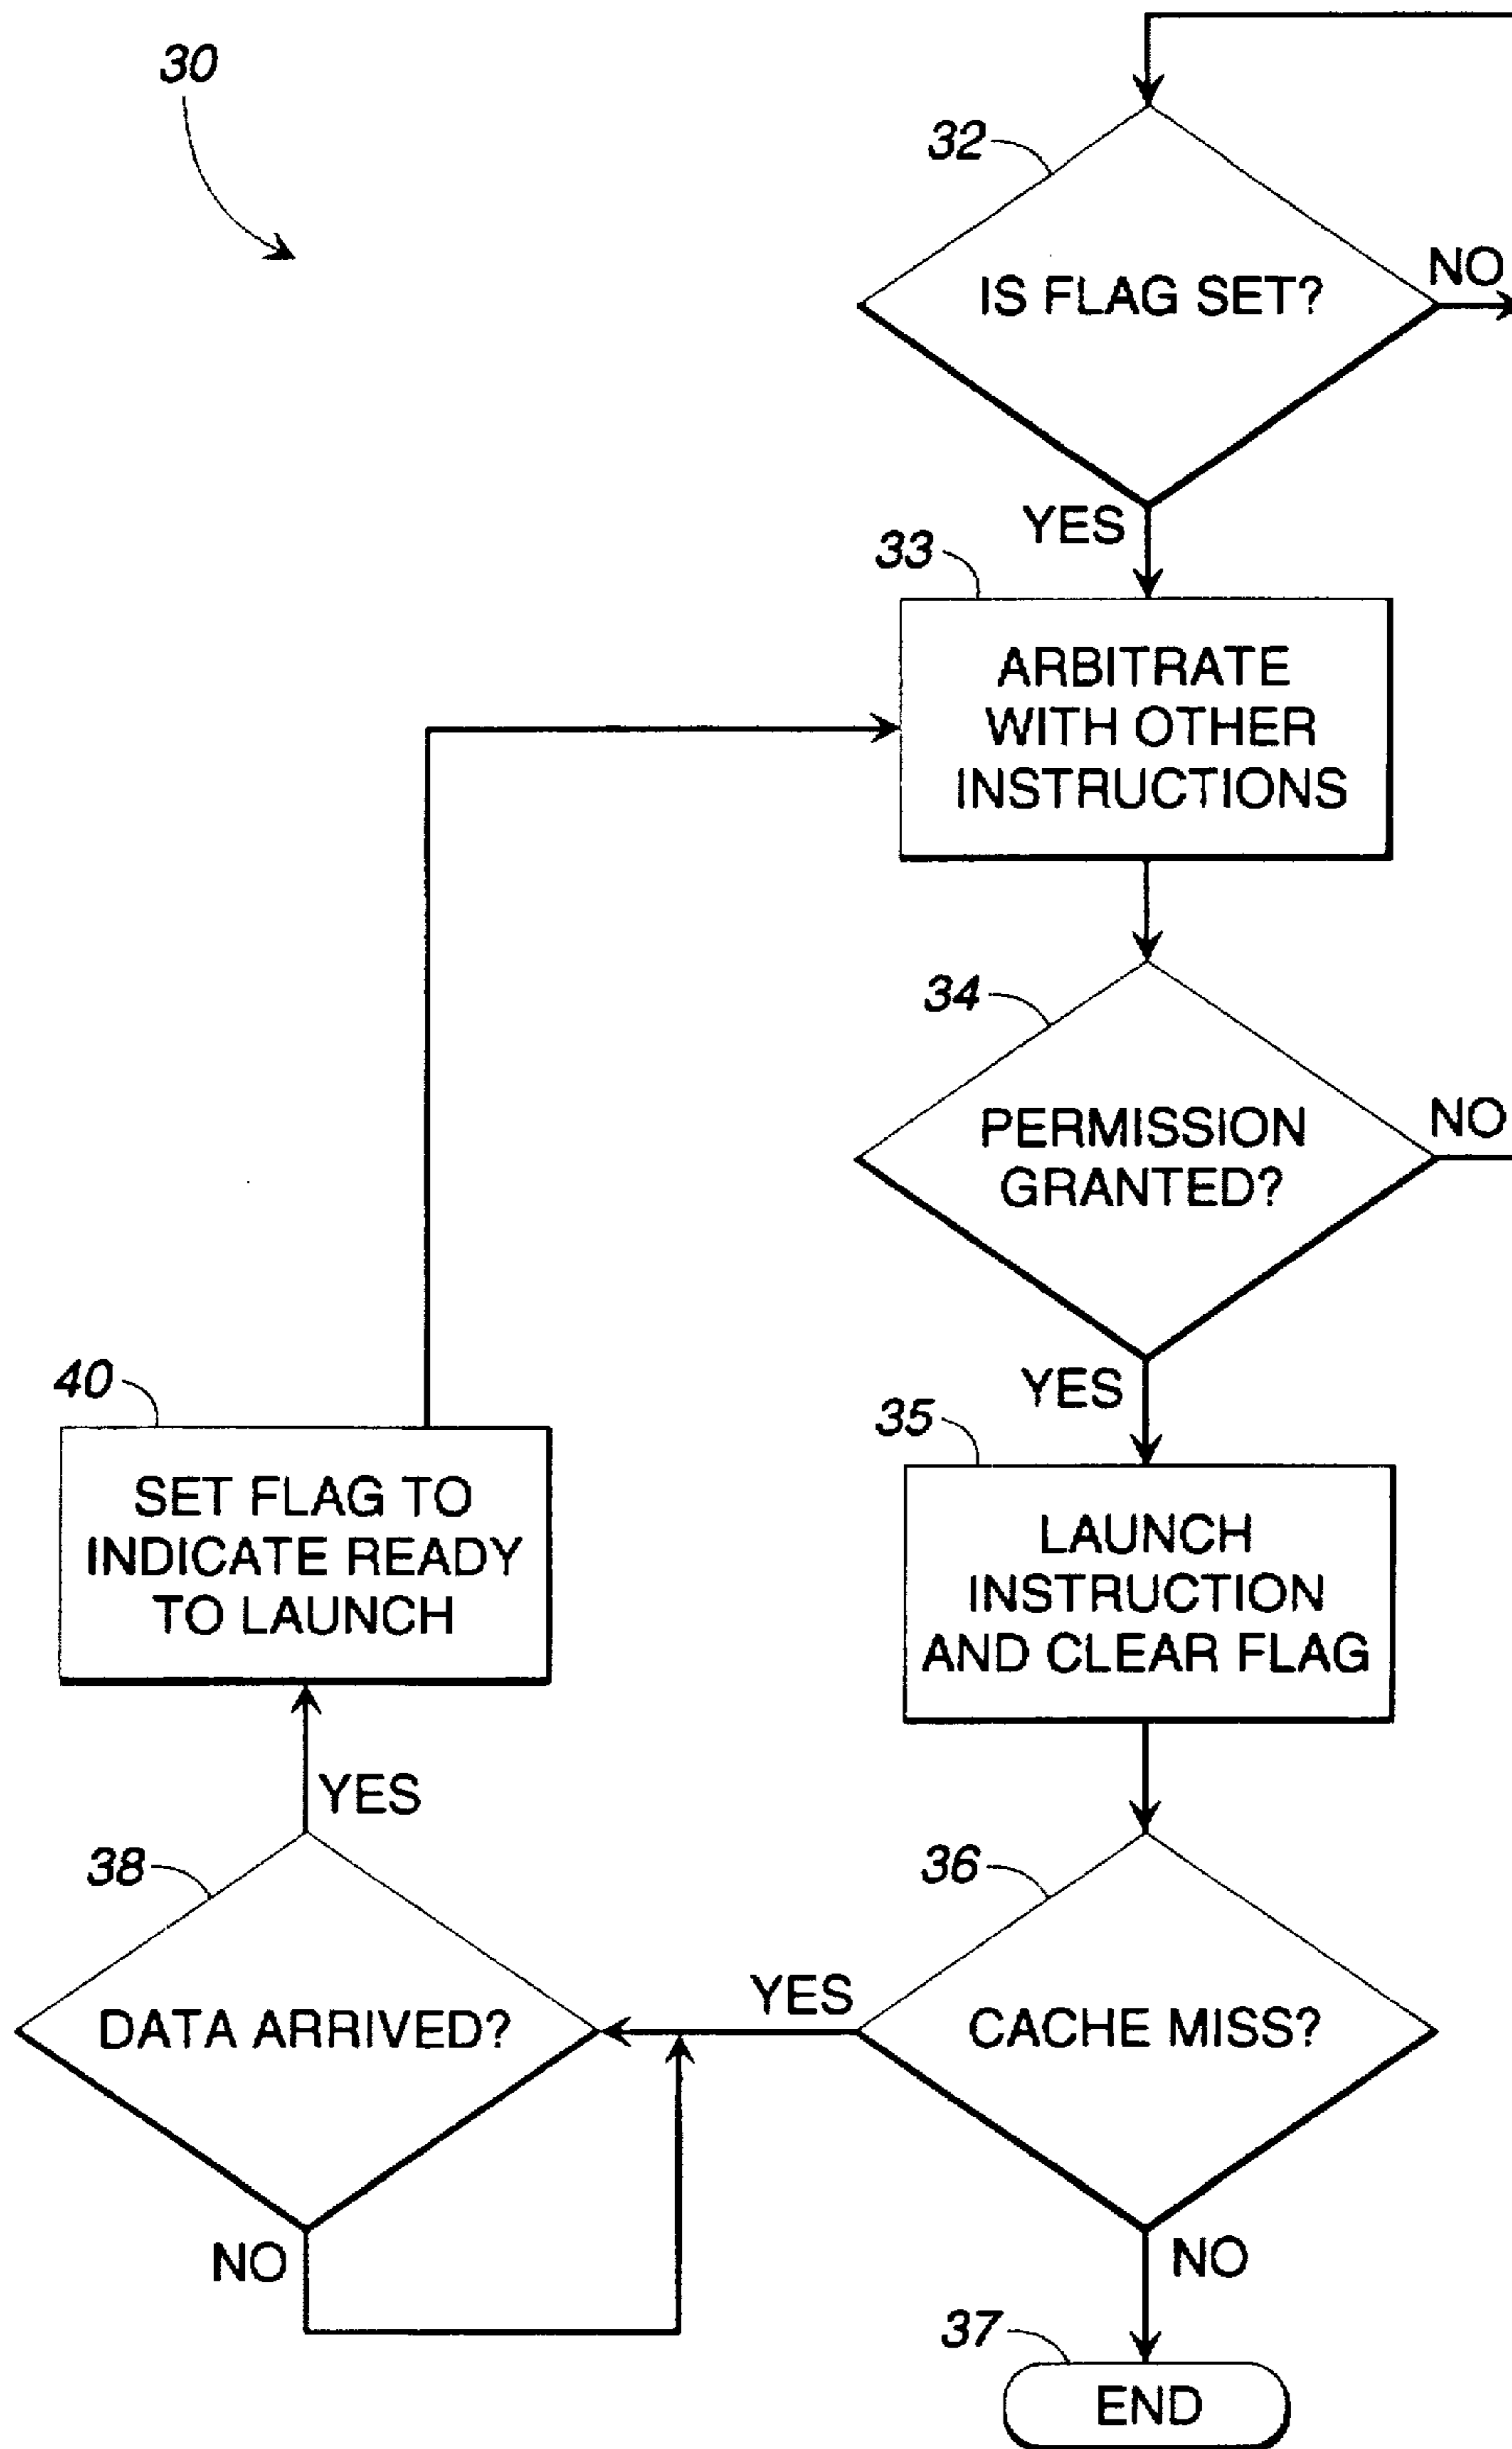 30
32
IS FLAG SET?
NO
YES
33
ARBITRATE
WITH OTHER
INSTRUCTIONS
34
PERMISSION
GRANTED?
NO
YES
35
LAUNCH
INSTRUCTION
AND CLEAR FLAG
36
CACHE MISS?
YES
NO
37
END
38
DATA ARRIVED?
NO
YES
40
SET FLAG TO
INDICATE READY
TO LAUNCH